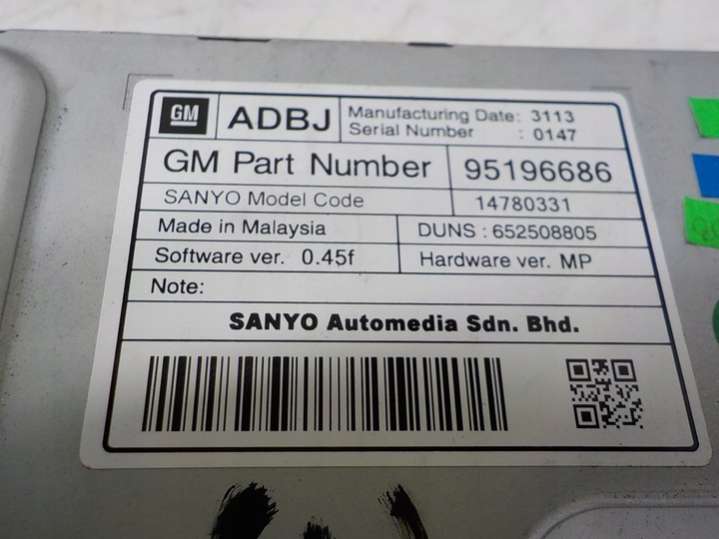 GM ADBJ Manufacturing Date: 3113
Serial Number : 0147
GM Part Number 95196686
SANYO Model Code 14780331
Made in Malaysia DUNS : 652508805
Software ver. 0.45f Hardware ver. MP
Note:
SANYO Automedia Sdn. Bhd.